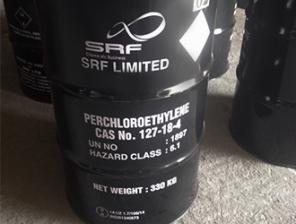 SRF
SRF LIMITED
PERCHLOROETHYLENE
CAS No. 127-18-4
UN NO : 1897
HAZARD CLASS : 6.1
NET WEIGHT : 330 KG